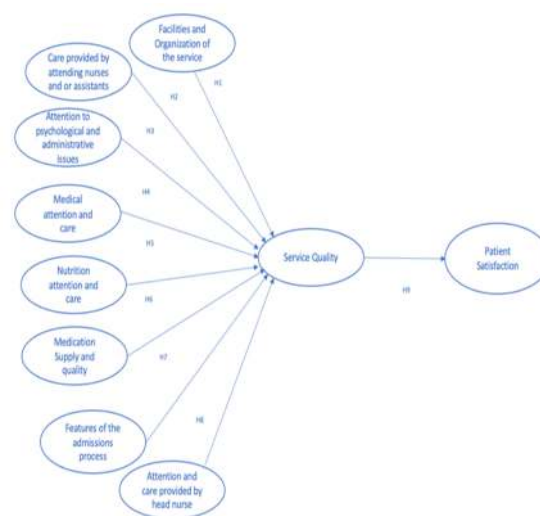 Facilities and
Organization of
the service
H1
Care provided by
attending nurses
and or assistants
H2
Attention to
psychological and
administrative
issues
H3
Medical
attention and
care
H4
H5
Nutrition
attention and
care
H6
Medication
Supply and
quality
H7
Features of the
admissions
process
H8
Attention and
care provided by
head nurse
Service Quality
H9
Patient
Satisfaction